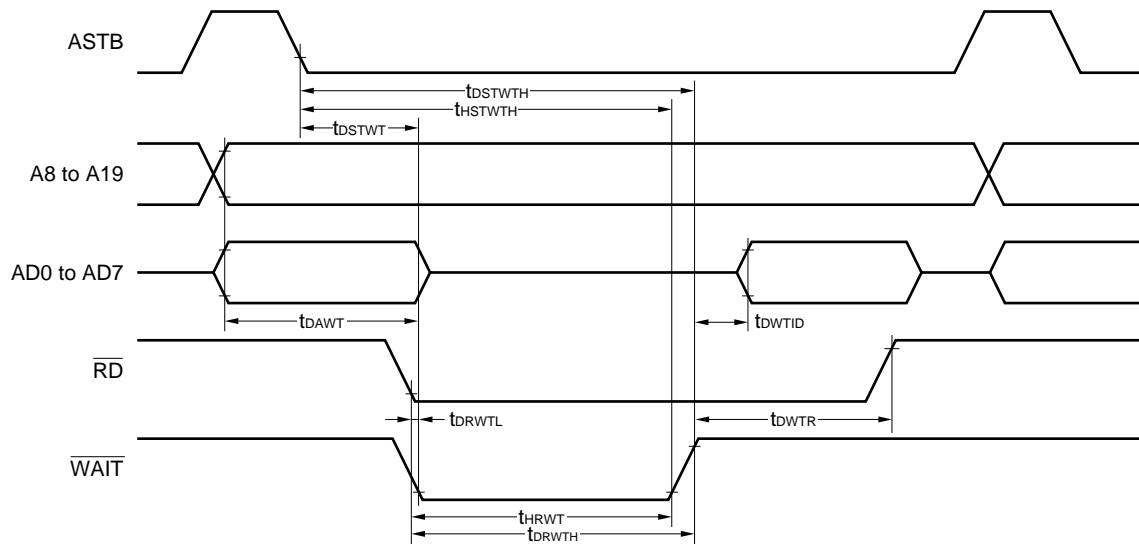 ASTB
tDSTWTH
tHSTWTH
tDSTWT
A8 to A19
AD0 to AD7
tDAWT
tDWTID
RD
tDRWTL
tDWTR
WAIT
tHRWT
tDRWTH